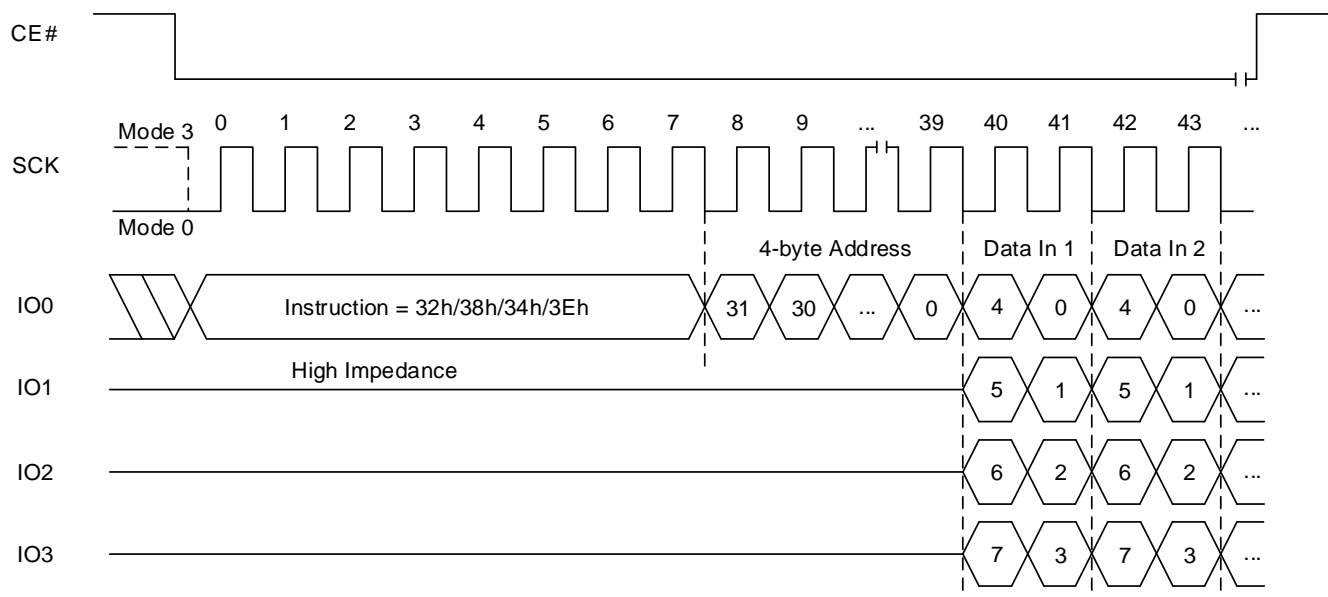 CE#
Mode 3 0 1 2 3 4 5 6 7 8 9 ... 39 40 41 42 43 ...
SCK
Mode 0
4-byte Address Data In 1 Data In 2
IO0 Instruction = 32h/38h/34h/3Eh 31 30 ... 0 4 0 4 0 ...
High Impedance
IO1 5 1 5 1 ...
IO2 6 2 6 2 ...
IO3 7 3 7 3 ...